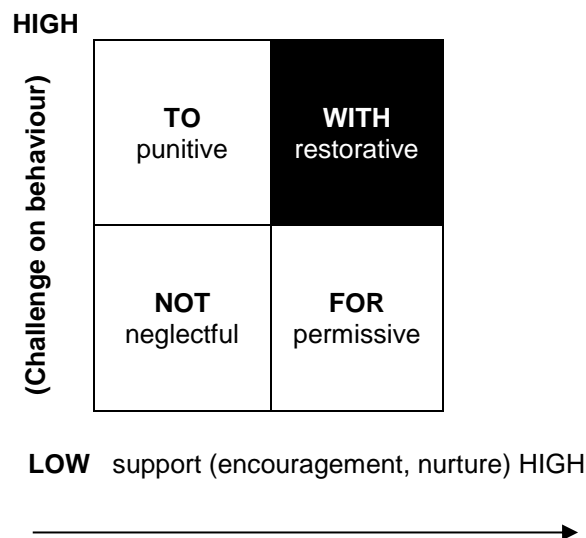 HIGH
(Challenge on behaviour)
TO
punitive
WITH
restorative
NOT
neglectful
FOR
permissive
LOW support (encouragement, nurture) HIGH